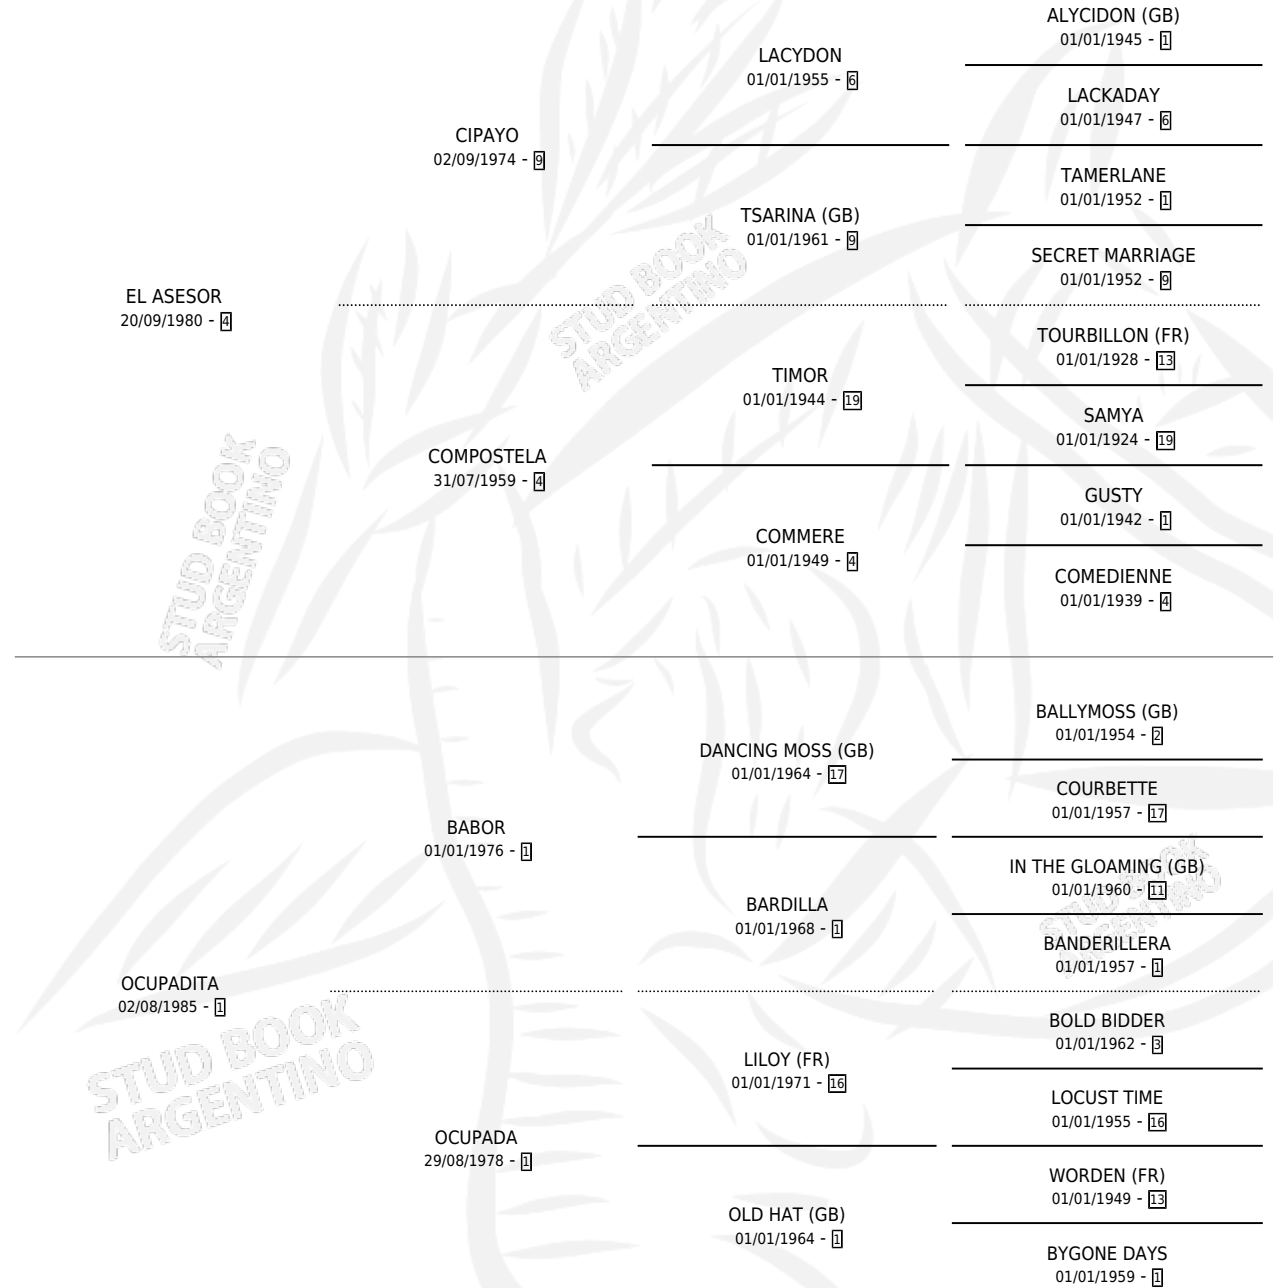 ALYCIDON (GB)
01/01/1945 - 1
LACYDON
01/01/1955 - 6
LACKADAY
01/01/1947 - 6
CIPAYO
02/09/1974 - 9
TAMERLANE
01/01/1952 - 1
TSARINA (GB)
01/01/1961 - 9
SECRET MARRIAGE
01/01/1952 - 9
EL ASESOR
20/09/1980 - 4
TOURBILLON (FR)
01/01/1928 - 13
TIMOR
01/01/1944 - 19
SAMYA
01/01/1924 - 19
COMPOSTELA
31/07/1959 - 4
GUSTY
01/01/1942 - 1
COMMERE
01/01/1949 - 4
COMEDIENNE
01/01/1939 - 4
BALLYMOSS (GB)
01/01/1954 - 2
DANCING MOSS (GB)
01/01/1964 - 17
COURBETTE
01/01/1957 - 17
BABOR
01/01/1976 - 1
IN THE GLOAMING (GB)
01/01/1960 - 11
BARDILLA
01/01/1968 - 1
BANDERILLERA
01/01/1957 - 1
OCUPADITA
02/08/1985 - 1
BOLD BIDDER
01/01/1962 - 3
LILOY (FR)
01/01/1971 - 16
LOCUST TIME
01/01/1955 - 16
OCUPADA
29/08/1978 - 1
WORDEN (FR)
01/01/1949 - 13
OLD HAT (GB)
01/01/1964 - 1
BYGONE DAYS
01/01/1959 - 1
STUD BOOK
ARGENTINO
STUD BOOK
ARGENTINO
STUD BOOK
ARGENTINO
STUD BOOK
ARGENTINO